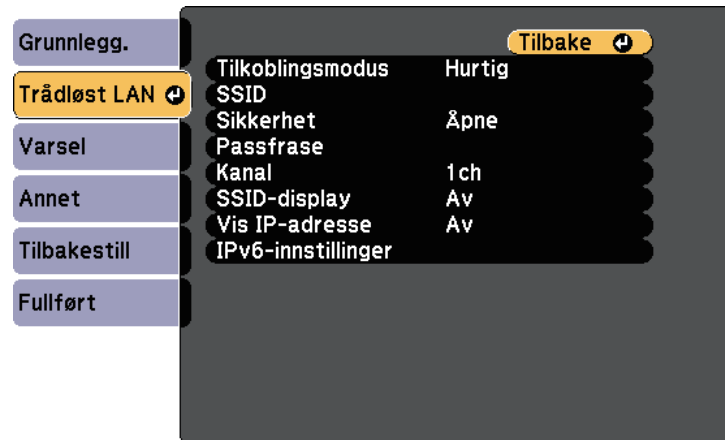 Grunnlegg.
Trådløst LAN
Varsel
Annet
Tilbakestill
Fullført
Tilbake
Tilkoblingsmodus Hurtig
SSID
Sikkerhet Åpne
Passfrase
Kanal 1ch
SSID-display Av
Vis IP-adresse Av
IPv6-innstillinger